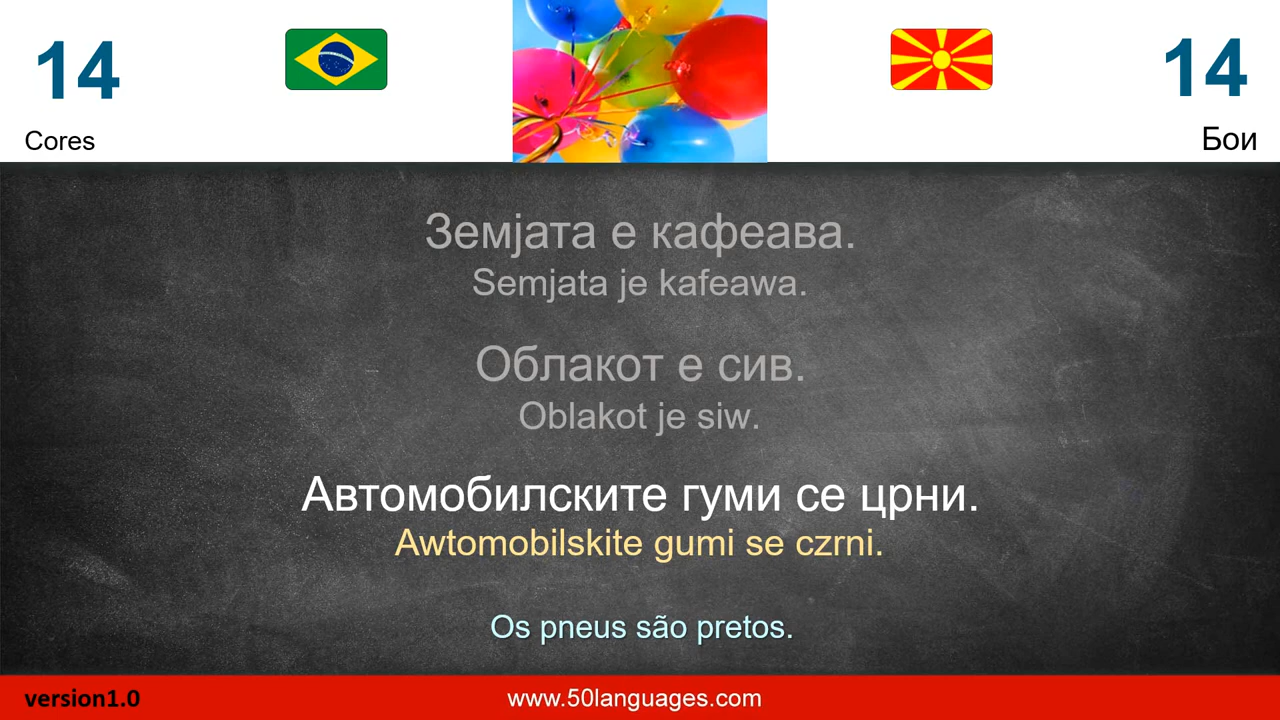 14
14
Cores
Бои
Земјата е кафеава.
Semjata je kafeawa.
Облакот е сив.
Oblakot je siw.
Автомобилските гуми се црни.
Awtomobilskite gumi se czrni.
Os pneus são pretos.
version1.0
www.50languages.com